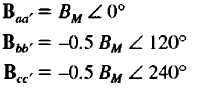 B_{aa'} = B_M ∠ 0°
B_{bb'} = –0.5 B_M ∠ 120°
B_{cc'} = –0.5 B_M ∠ 240°